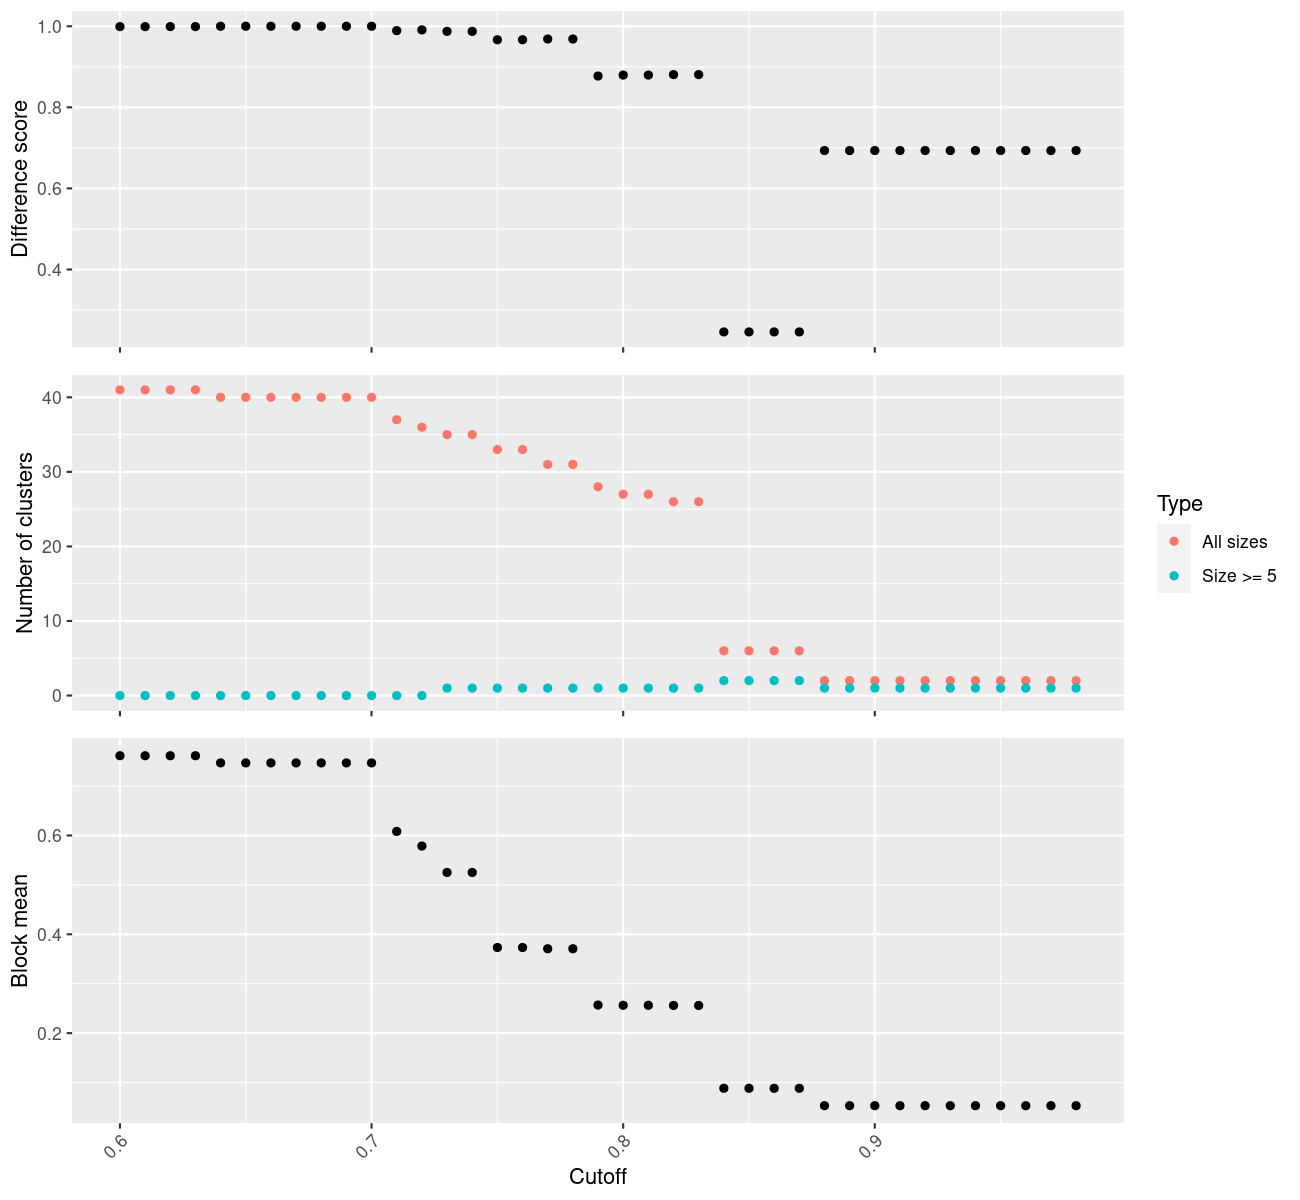 Difference score
1.0
0.8
0.6
0.4
Number of clusters
40
30
20
10
0
Type
All sizes
Size >= 5
Block mean
0.6
0.4
0.2
0.6
0.7
0.8
0.9
Cutoff